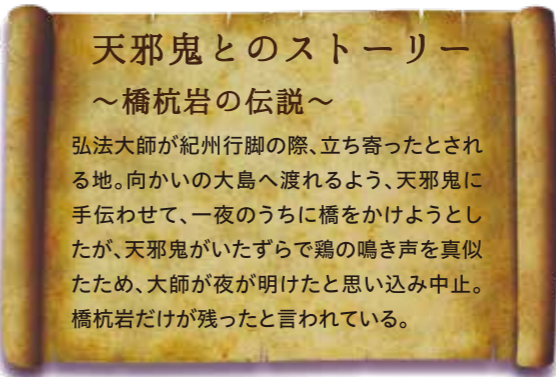 天邪鬼とのストーリー
～橋杭岩の伝説～
弘法大師が紀州行脚の際、立ち寄ったとされ
る地。向かいの大島へ渡れるよう、天邪鬼に
手伝わせて、一夜のうちに橋をかけようとし
たが、天邪鬼がいたずらで鶏の鳴き声を真似
たため、大師が夜が明けたと思い込み中止。
橋杭岩だけが残ったと言われている。